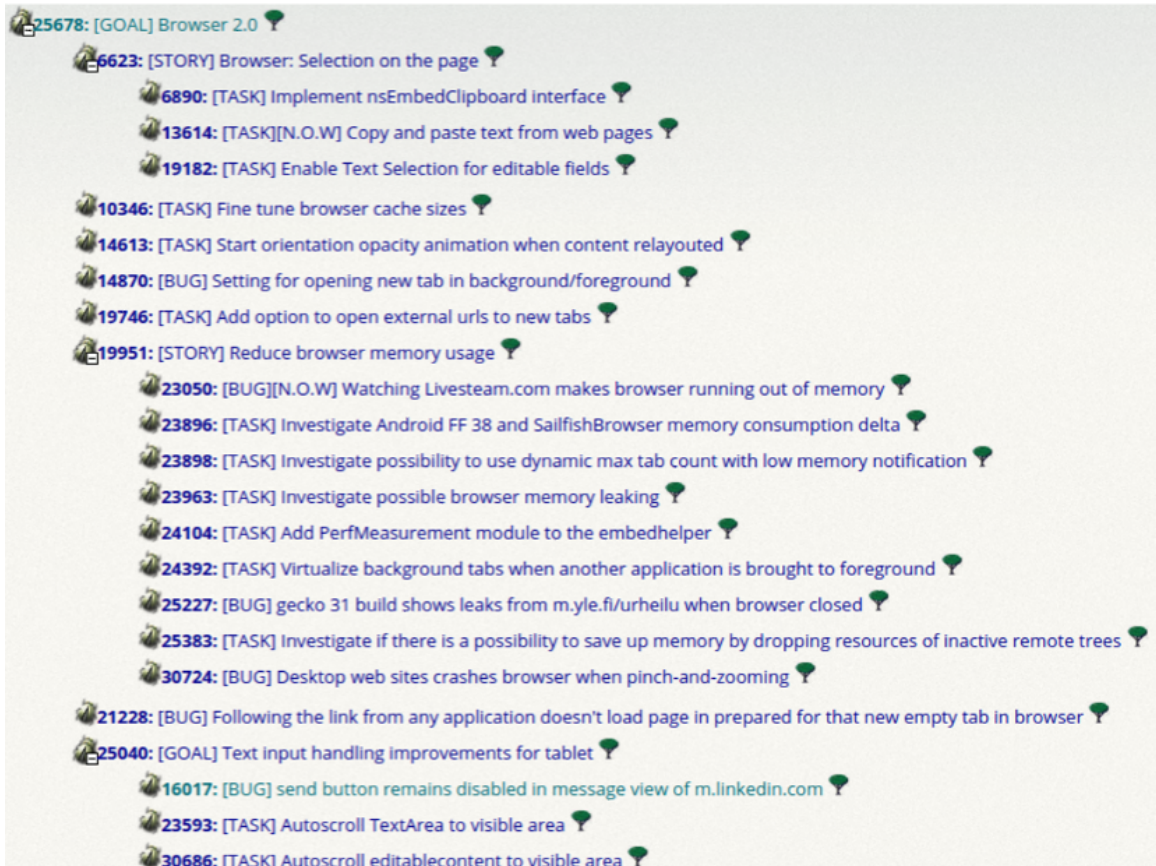 25678: [GOAL] Browser 2.0
6623: [STORY] Browser: Selection on the page
6890: [TASK] Implement nsEmbedClipboard interface
13614: [TASK][N.O.W] Copy and paste text from web pages
19182: [TASK] Enable Text Selection for editable fields
10346: [TASK] Fine tune browser cache sizes
14613: [TASK] Start orientation opacity animation when content relayouted
14870: [BUG] Setting for opening new tab in background/foreground
19746: [TASK] Add option to open external urls to new tabs
19951: [STORY] Reduce browser memory usage
23050: [BUG][N.O.W] Watching Livesteam.com makes browser running out of memory
23896: [TASK] Investigate Android FF 38 and SailfishBrowser memory consumption delta
23898: [TASK] Investigate possibility to use dynamic max tab count with low memory notification
23963: [TASK] Investigate possible browser memory leaking
24104: [TASK] Add PerfMeasurement module to the embedhelper
24392: [TASK] Virtualize background tabs when another application is brought to foreground
25227: [BUG] gecko 31 build shows leaks from m.yle.fi/urheilu when browser closed
25383: [TASK] Investigate if there is a possibility to save up memory by dropping resources of inactive remote trees
30724: [BUG] Desktop web sites crashes browser when pinch-and-zooming
21228: [BUG] Following the link from any application doesn't load page in prepared for that new empty tab in browser
25040: [GOAL] Text input handling improvements for tablet
16017: [BUG] send button remains disabled in message view of m.linkedin.com
23593: [TASK] Autoscroll TextArea to visible area
30686: [TASK] Autoscroll editablecontent to visible area